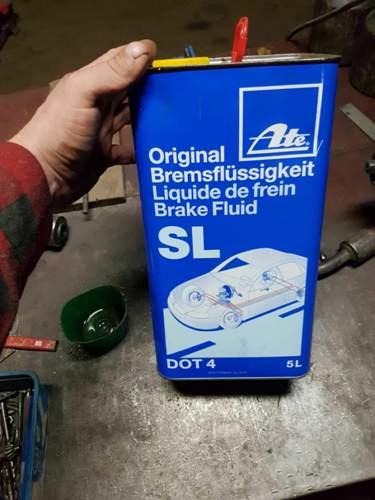 Ate
Original
Bremsflüssigkeit
Liquide de frein
Brake Fluid
SL
DOT 4
5L